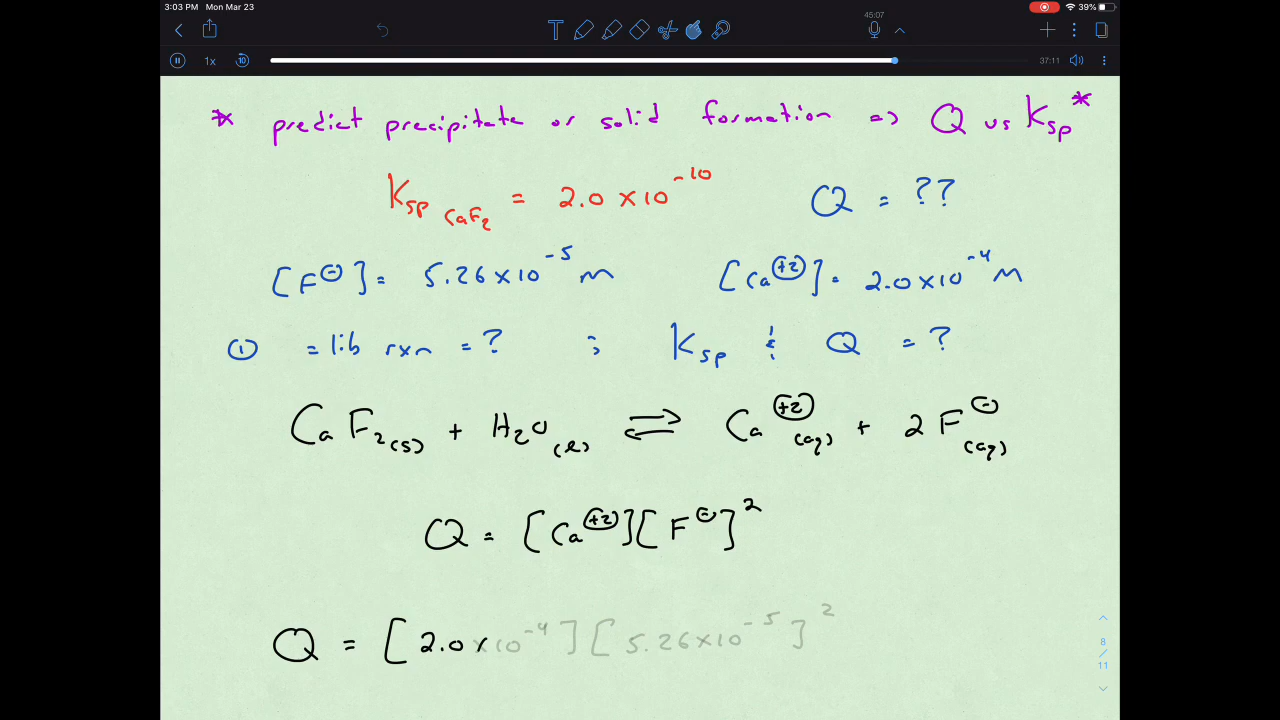 3:03 PM Mon Mar 23 39%
45:07
T
1x 10 37:11
* predict precipitate or solid formation => Q vs Ksp *
Ksp CaF₂ = 2.0 x 10⁻¹⁰ Q = ??
[F⊖] = 5.26 x 10⁻⁵ M [Ca⁺²] = 2.0 x 10⁻⁴ M
① = lib rxn = ? ; Ksp & Q = ?
CaF₂(s) + H₂O(l) ⇌ Ca⁺²(aq) + 2F⊖(aq)
Q = [Ca⁺²][F⊖]²
Q = [2.0 x 10⁻⁴][5.26 x 10⁻⁵]²
8
/
11